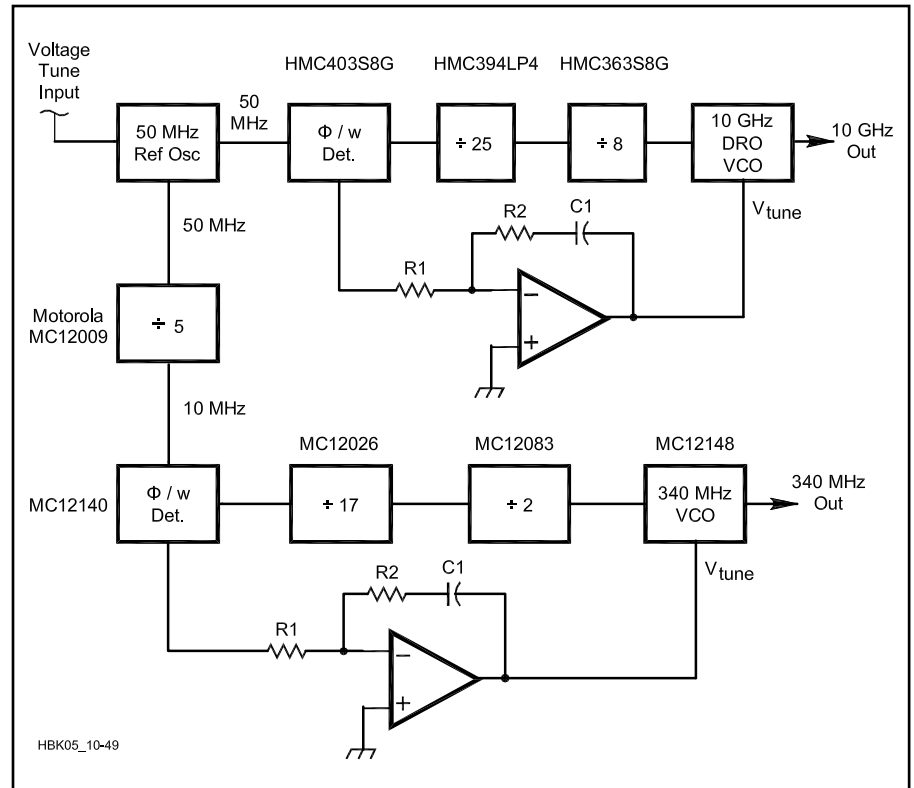 Voltage
Tune
Input
HMC403S8G
HMC394LP4
HMC363S8G
50 MHz
Ref Osc
50
MHz
Φ / w
Det.
÷ 25
÷ 8
10 GHz
DRO
VCO
10 GHz
Out
Vtune
50 MHz
R2
C1
R1
−
+
Motorola
MC12009
÷ 5
10 MHz
MC12026
MC12083
MC12148
MC12140
Φ / w
Det.
÷ 17
÷ 2
340 MHz
VCO
340 MHz
Out
Vtune
R2
C1
R1
−
+
HBK05_10-49